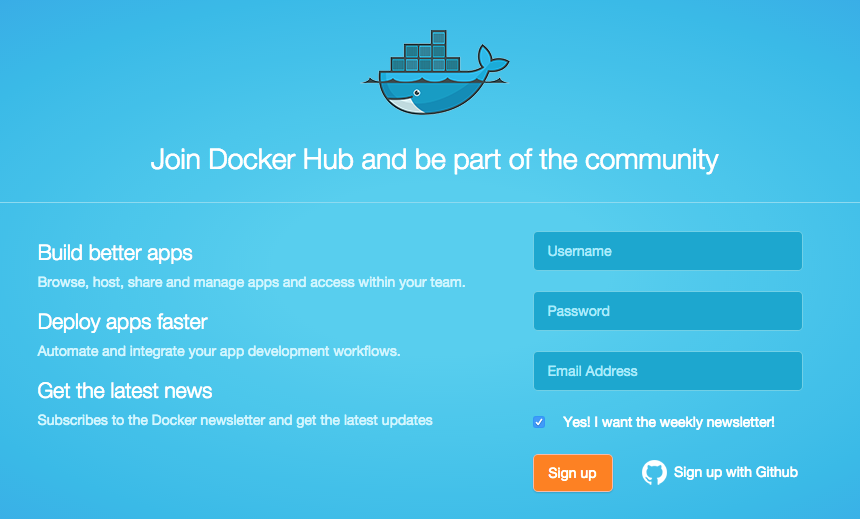 Join Docker Hub and be part of the community
Build better apps
Browse, host, share and manage apps and access within your team.
Deploy apps faster
Automate and integrate your app development workflows.
Get the latest news
Subscribes to the Docker newsletter and get the latest updates
Username
Password
Email Address
Yes! I want the weekly newsletter!
Sign up
Sign up with Github